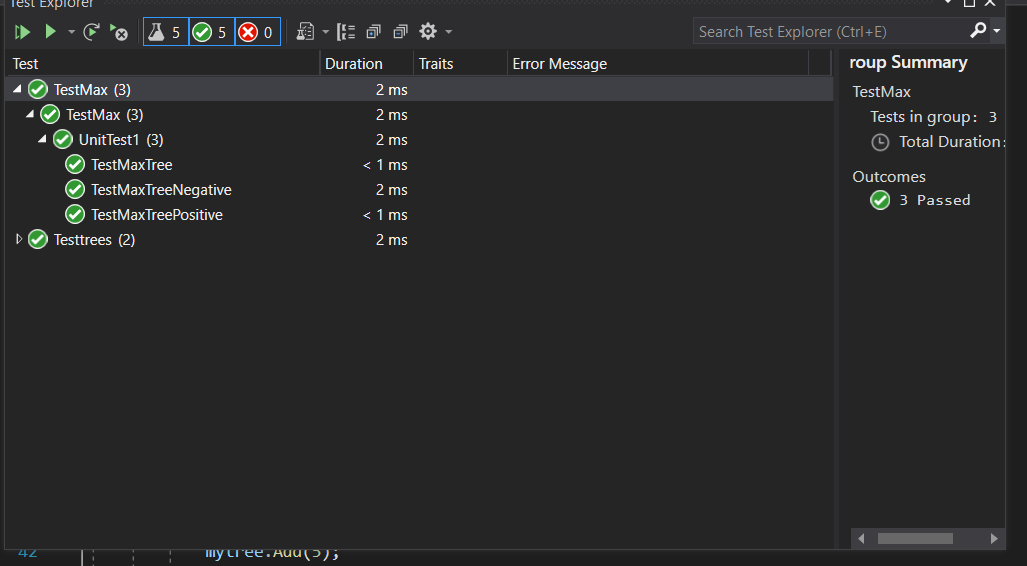 Test Explorer
5 5 0
Search Test Explorer (Ctrl+E)
Test Duration Traits Error Message
TestMax (3) 2 ms
TestMax (3) 2 ms
UnitTest1 (3) 2 ms
TestMaxTree < 1 ms
TestMaxTreeNegative 2 ms
TestMaxTreePositive < 1 ms
Testtrees (2) 2 ms
roup Summary
TestMax
Tests in group: 3
Total Duration:
Outcomes
3 Passed
42 mytree.Add(5);